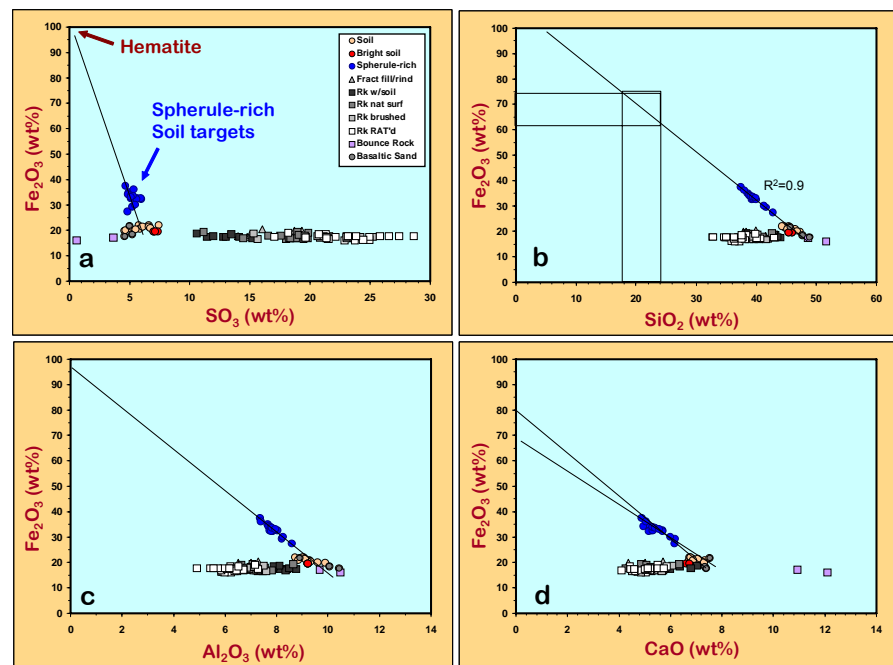 100
90
80
70
60
50
40
30
20
10
0
Fe2O3 (wt%)
Hematite
Spherule-rich
Soil targets
Soil
Bright soil
Spherule-rich
Fract fill/rind
Rk w/soil
Rk nat surf
Rk brushed
Rk RAT'd
Bounce Rock
Basaltic Sand
a
0 5 10 15 20 25 30
SO3 (wt%)
100
90
80
70
60
50
40
30
20
10
0
Fe2O3 (wt%)
R2=0.9
b
0 10 20 30 40 50 60
SiO2 (wt%)
100
90
80
70
60
50
40
30
20
10
0
Fe2O3 (wt%)
c
0 2 4 6 8 10 12 14
Al2O3 (wt%)
100
90
80
70
60
50
40
30
20
10
0
Fe2O3 (wt%)
d
0 2 4 6 8 10 12 14
CaO (wt%)